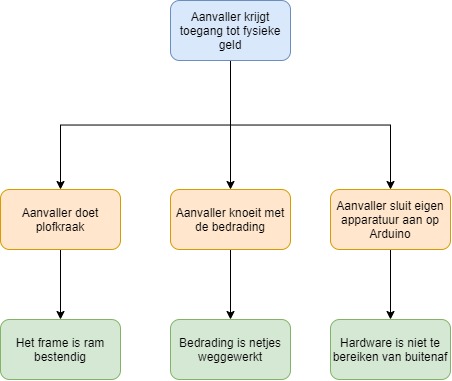 Aanvaller krijgt
toegang tot fysieke
geld
Aanvaller doet
plofkraak
Aanvaller knoeit met
de bedrading
Aanvaller sluit eigen
apparatuur aan op
Arduino
Het frame is ram
bestendig
Bedrading is netjes
weggewerkt
Hardware is niet te
bereiken van buitenaf